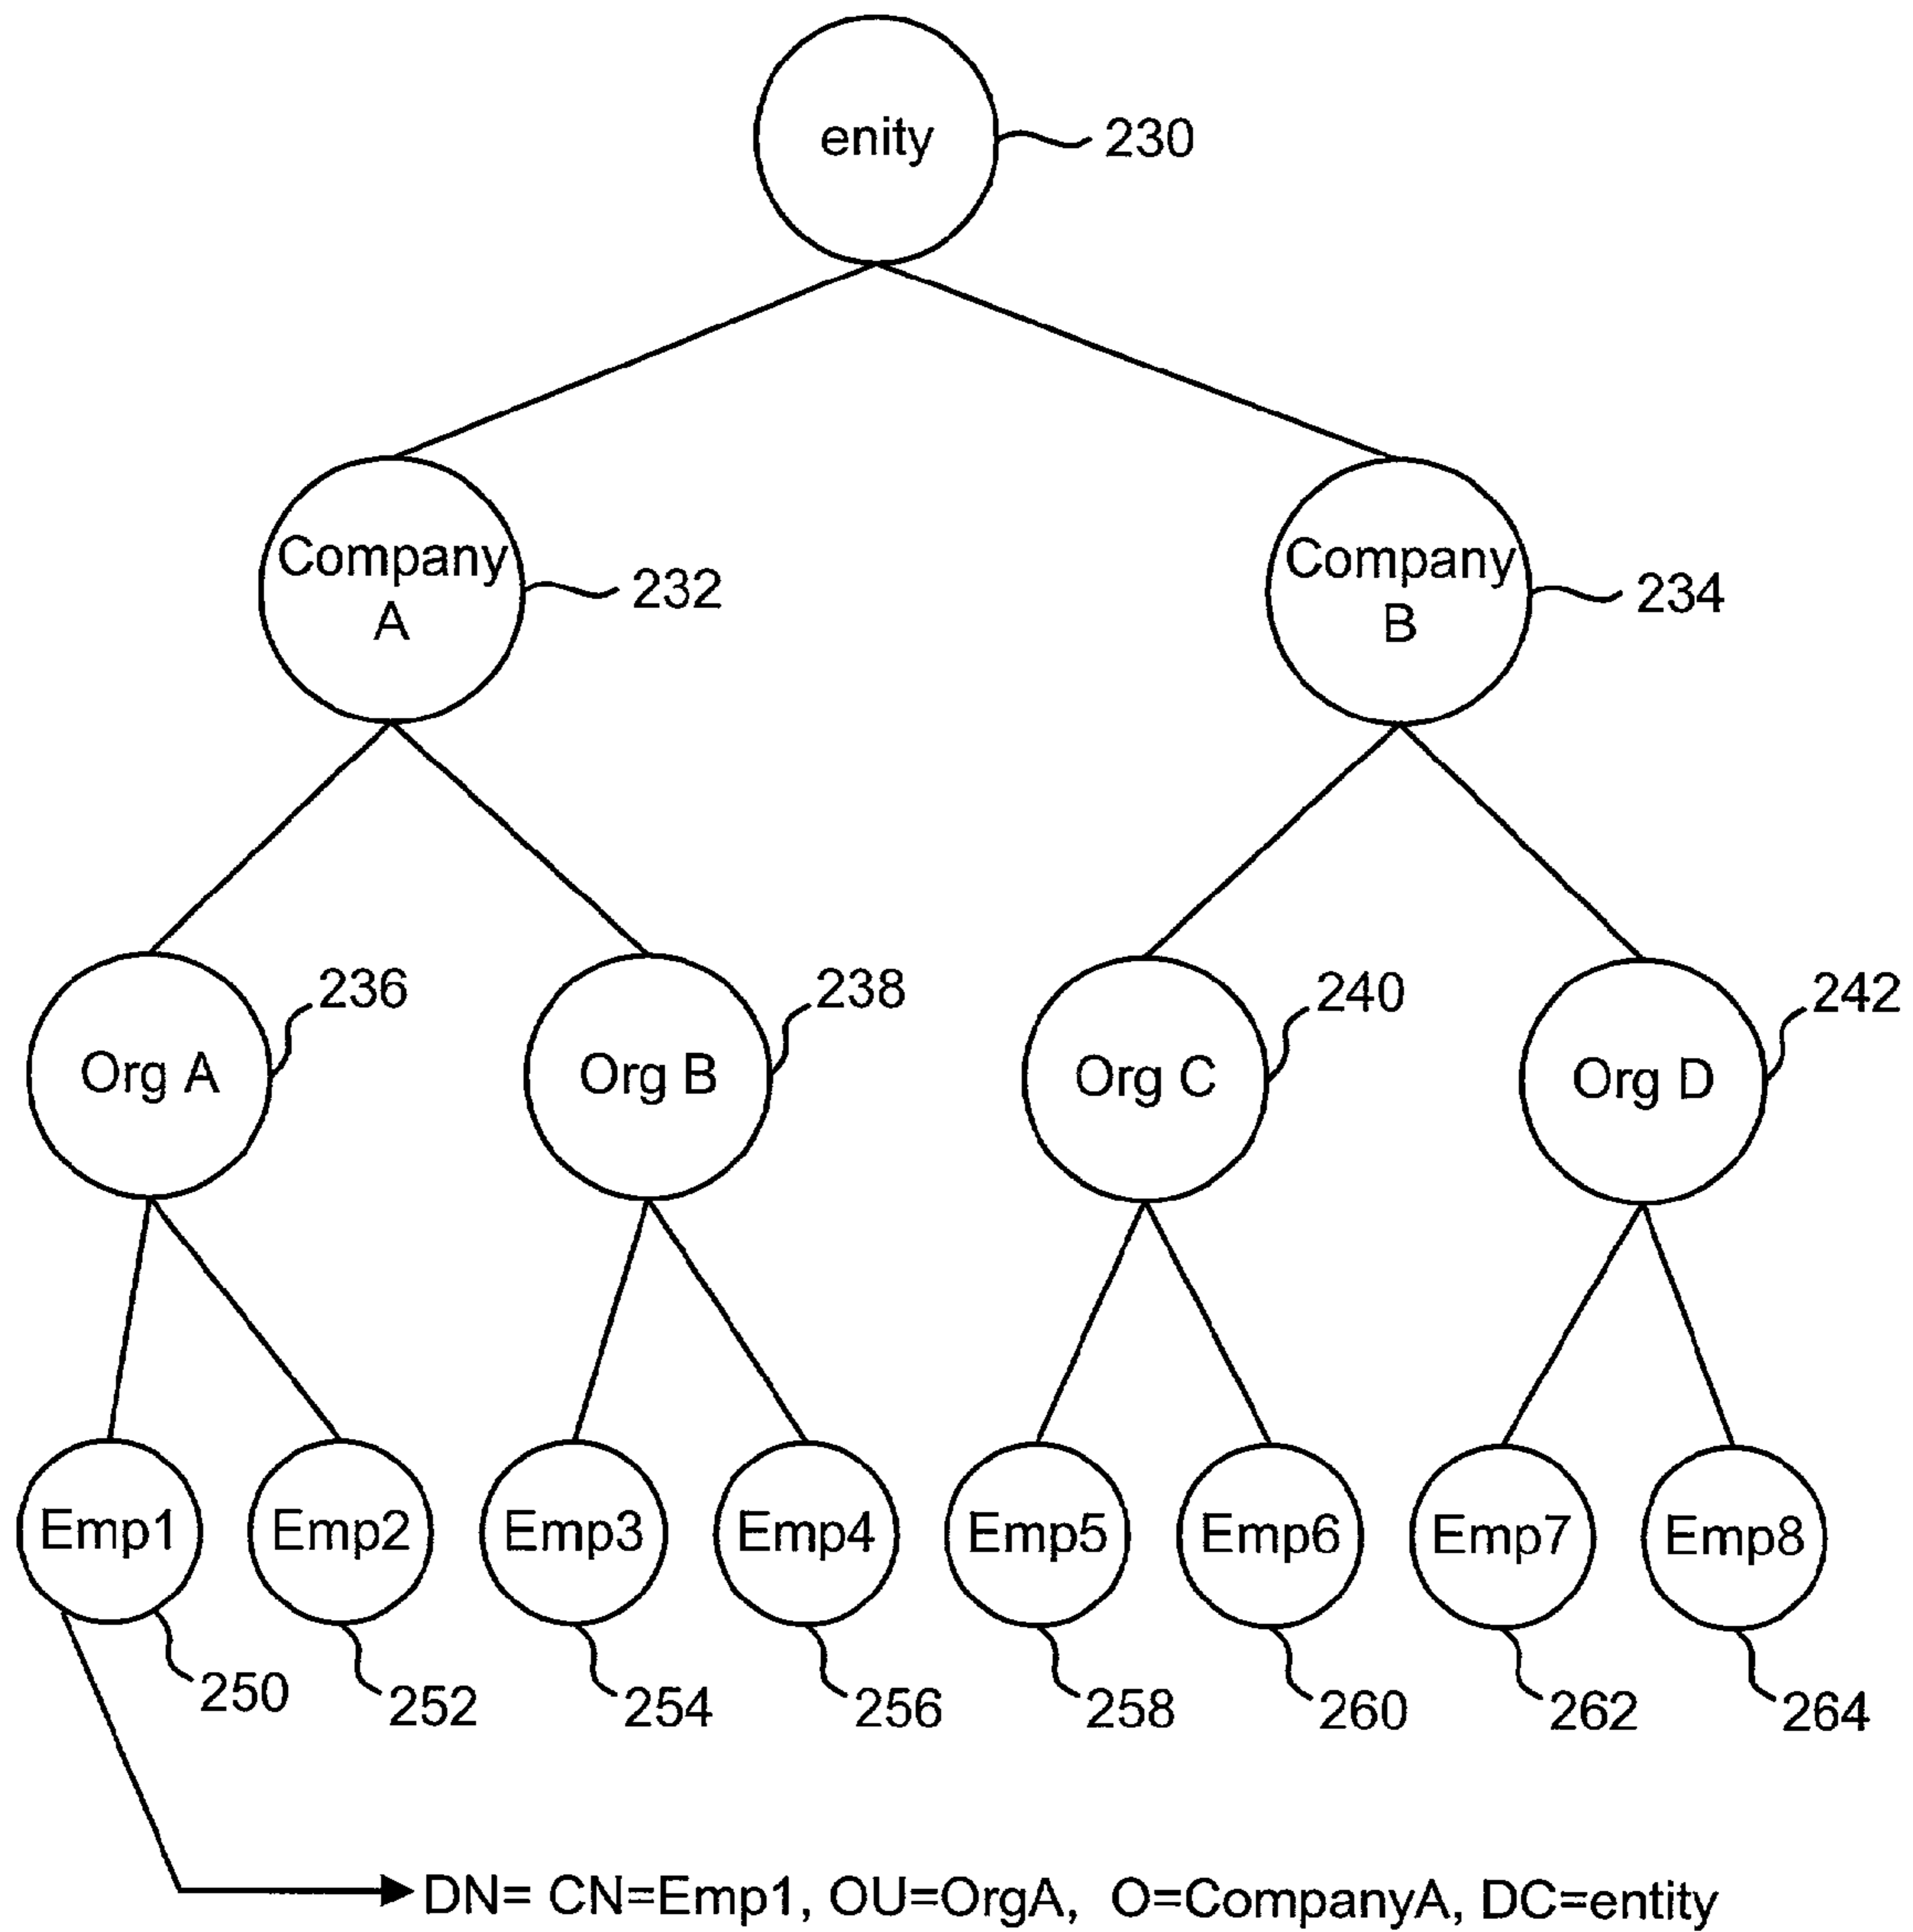 enity
230
Company
A
232
Company
B
234
Org A
236
Org B
238
Org C
240
Org D
242
Emp1
Emp2
Emp3
Emp4
Emp5
Emp6
Emp7
Emp8
250
252
254
256
258
260
262
264
DN= CN=Emp1, OU=OrgA, O=CompanyA, DC=entity